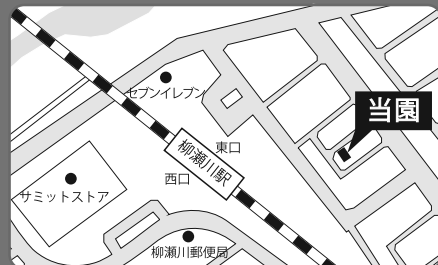 セブンイレブン
当園
東口
柳瀬川駅
西口
サミットストア
柳瀬川郵便局